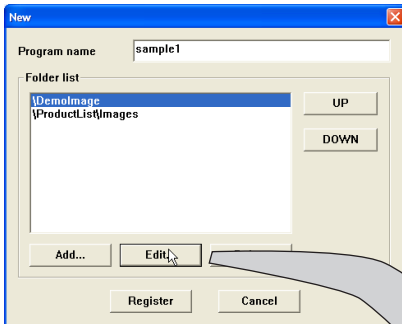 New
Program name
sample1
Folder list
\DemoImage
\ProductList\Images
UP
DOWN
Add...
Edit
Register
Cancel